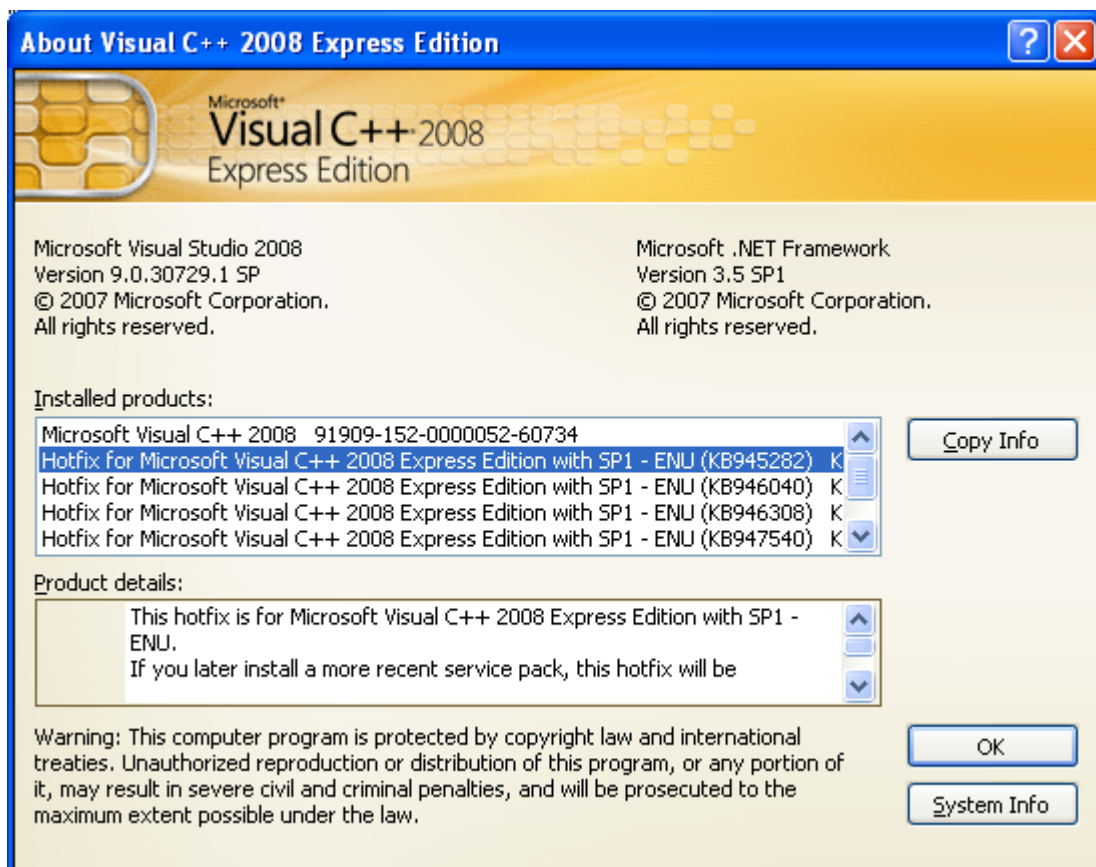 About Visual C++ 2008 Express Edition
Microsoft®
Visual C++ 2008
Express Edition
Microsoft Visual Studio 2008
Version 9.0.30729.1 SP
© 2007 Microsoft Corporation.
All rights reserved.
Microsoft .NET Framework
Version 3.5 SP1
© 2007 Microsoft Corporation.
All rights reserved.
Installed products:
Microsoft Visual C++ 2008   91909-152-0000052-60734
Hotfix for Microsoft Visual C++ 2008 Express Edition with SP1 - ENU (KB945282)   K
Hotfix for Microsoft Visual C++ 2008 Express Edition with SP1 - ENU (KB946040)   K
Hotfix for Microsoft Visual C++ 2008 Express Edition with SP1 - ENU (KB946308)   K
Hotfix for Microsoft Visual C++ 2008 Express Edition with SP1 - ENU (KB947540)   K
Copy Info
Product details:
This hotfix is for Microsoft Visual C++ 2008 Express Edition with SP1 -
ENU.
If you later install a more recent service pack, this hotfix will be
Warning: This computer program is protected by copyright law and international
treaties. Unauthorized reproduction or distribution of this program, or any portion of
it, may result in severe civil and criminal penalties, and will be prosecuted to the
maximum extent possible under the law.
OK
System Info